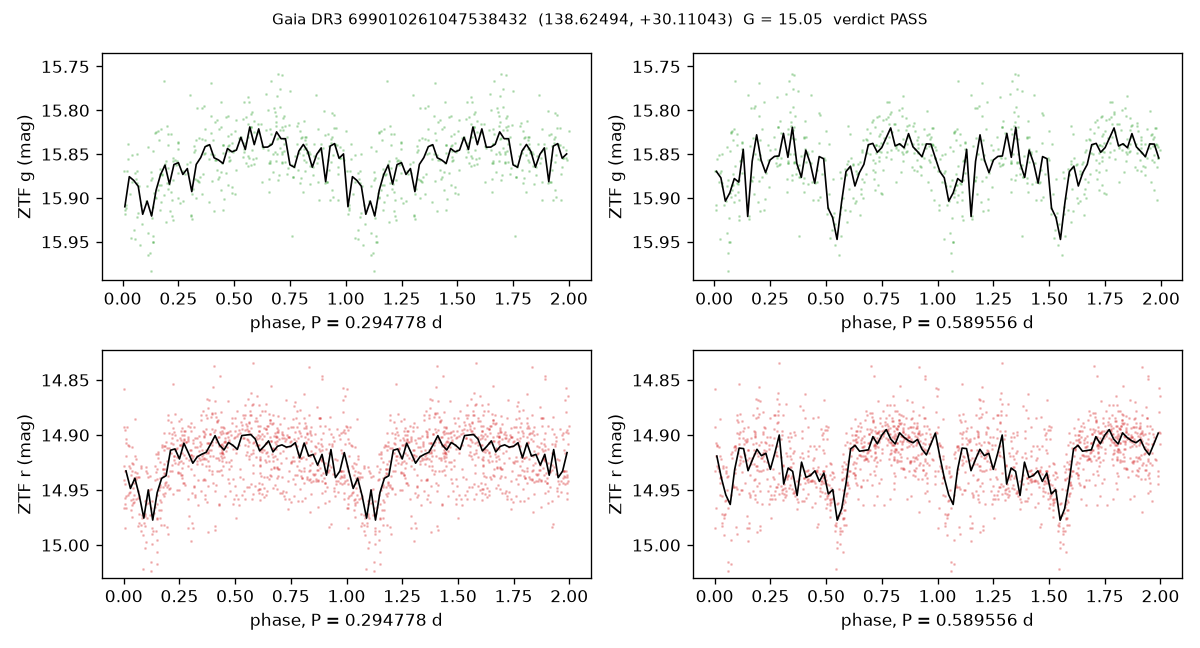 Gaia DR3 699010261047538432  (138.62494, +30.11043)  G = 15.05  verdict PASS
15.75
15.80
15.85
15.90
15.95
ZTF g (mag)
0.00 0.25 0.50 0.75 1.00 1.25 1.50 1.75 2.00
phase, P = 0.294778 d
15.75
15.80
15.85
15.90
15.95
ZTF g (mag)
0.00 0.25 0.50 0.75 1.00 1.25 1.50 1.75 2.00
phase, P = 0.589556 d
14.85
14.90
14.95
15.00
ZTF r (mag)
0.00 0.25 0.50 0.75 1.00 1.25 1.50 1.75 2.00
phase, P = 0.294778 d
14.85
14.90
14.95
15.00
ZTF r (mag)
0.00 0.25 0.50 0.75 1.00 1.25 1.50 1.75 2.00
phase, P = 0.589556 d